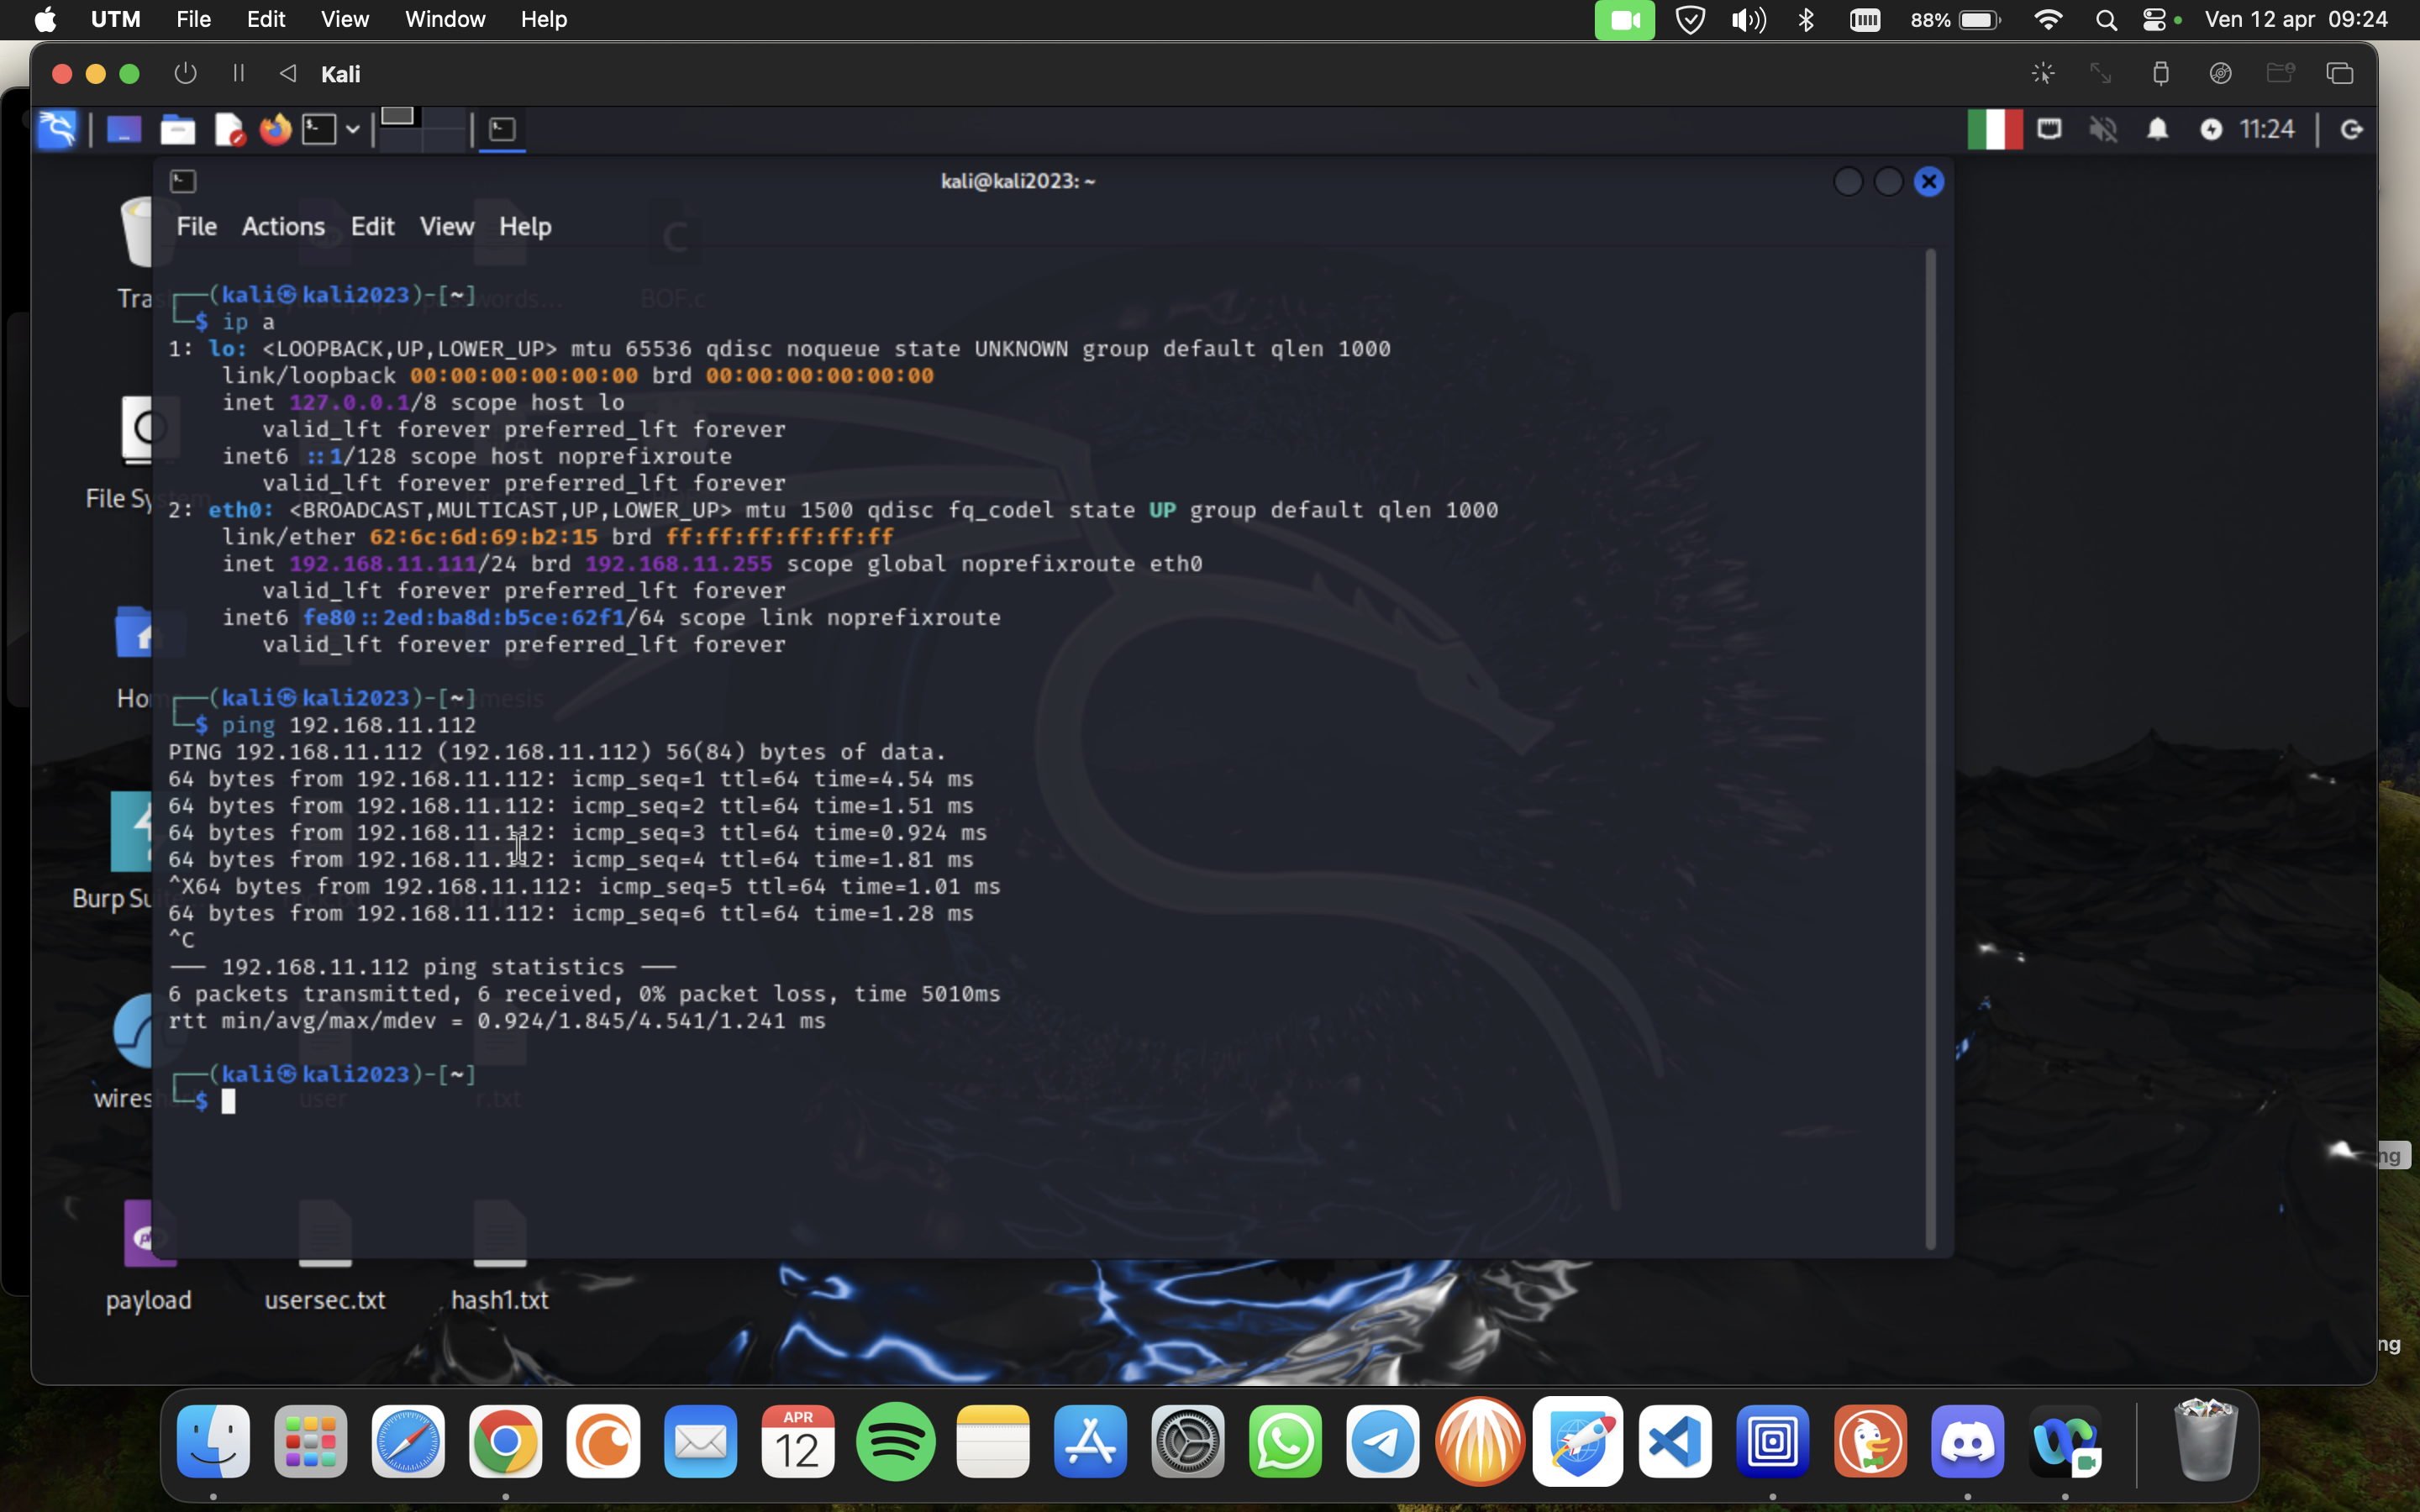 UTM File Edit View Window Help 88% Ven 12 apr 09:24
Kali
11:24
kali@kali2023: ~
File Actions Edit View Help
┌──(kali㉿kali2023)-[~]
└─$ ip a
1: lo: <LOOPBACK,UP,LOWER_UP> mtu 65536 qdisc noqueue state UNKNOWN group default qlen 1000
link/loopback 00:00:00:00:00:00 brd 00:00:00:00:00:00
inet 127.0.0.1/8 scope host lo
valid_lft forever preferred_lft forever
inet6 ::1/128 scope host noprefixroute
valid_lft forever preferred_lft forever
2: eth0: <BROADCAST,MULTICAST,UP,LOWER_UP> mtu 1500 qdisc fq_codel state UP group default qlen 1000
link/ether 62:6c:6d:69:b2:15 brd ff:ff:ff:ff:ff:ff
inet 192.168.11.111/24 brd 192.168.11.255 scope global noprefixroute eth0
valid_lft forever preferred_lft forever
inet6 fe80::2ed:ba8d:b5ce:62f1/64 scope link noprefixroute
valid_lft forever preferred_lft forever
┌──(kali㉿kali2023)-[~]
└─$ ping 192.168.11.112
PING 192.168.11.112 (192.168.11.112) 56(84) bytes of data.
64 bytes from 192.168.11.112: icmp_seq=1 ttl=64 time=4.54 ms
64 bytes from 192.168.11.112: icmp_seq=2 ttl=64 time=1.51 ms
64 bytes from 192.168.11.112: icmp_seq=3 ttl=64 time=0.924 ms
64 bytes from 192.168.11.112: icmp_seq=4 ttl=64 time=1.81 ms
^X64 bytes from 192.168.11.112: icmp_seq=5 ttl=64 time=1.01 ms
64 bytes from 192.168.11.112: icmp_seq=6 ttl=64 time=1.28 ms
^C
--- 192.168.11.112 ping statistics ---
6 packets transmitted, 6 received, 0% packet loss, time 5010ms
rtt min/avg/max/mdev = 0.924/1.845/4.541/1.241 ms
┌──(kali㉿kali2023)-[~]
└─$
BOF.c
File System
user
r.txt
payload usersec.txt hash1.txt
ng
ng
APR
12